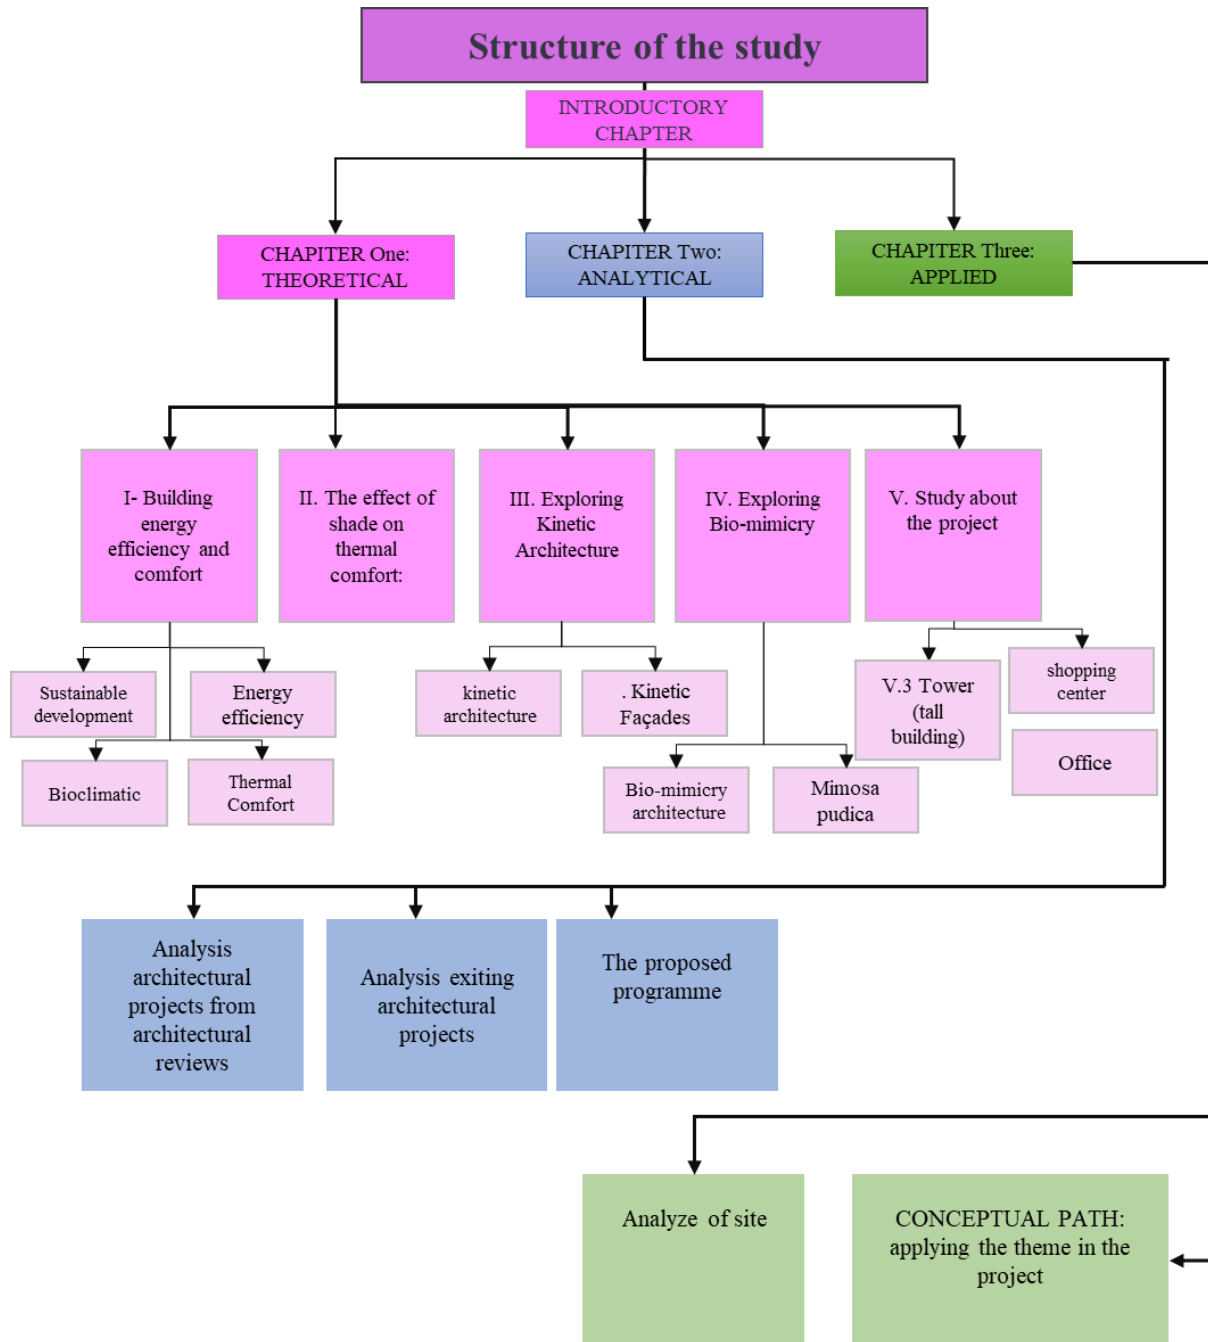 Structure of the study
INTRODUCTORY
CHAPTER
CHAPITER One:
THEORETICAL
CHAPITER Two:
ANALYTICAL
CHAPITER Three:
APPLIED
I- Building
energy
efficiency and
comfort
II. The effect of
shade on
thermal
comfort:
III. Exploring
Kinetic
Architecture
IV. Exploring
Bio-mimicry
V. Study about
the project
Sustainable
development
Energy
efficiency
Bioclimatic
Thermal
Comfort
kinetic
architecture
. Kinetic
Façades
Bio-mimicry
architecture
Mimosa
pudica
V.3 Tower
(tall
building)
shopping
center
Office
Analysis
architectural
projects from
architectural
reviews
Analysis exiting
architectural
projects
The proposed
programme
Analyze of site
CONCEPTUAL PATH:
applying the theme in the
project